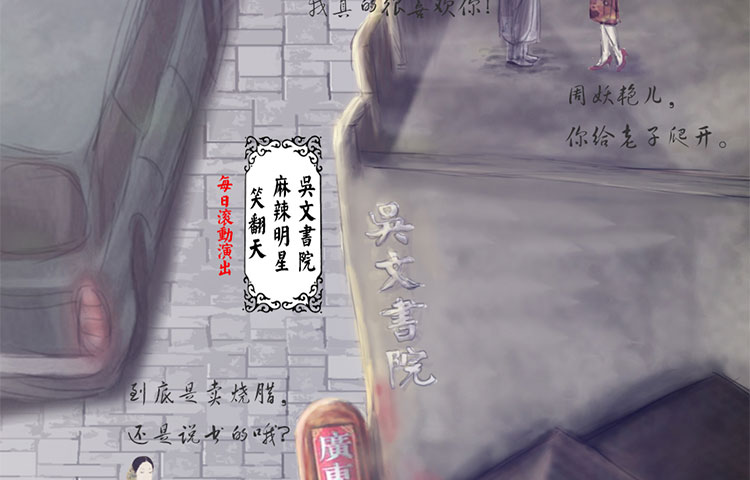 我真的很喜欢你!
周妖艳儿,
你给老子爬开。
吳文書院
麻辣明星
笑翻天
每日滚動演出
吳文書院
到底是卖烧腊,
还是说书的哦?
廣東